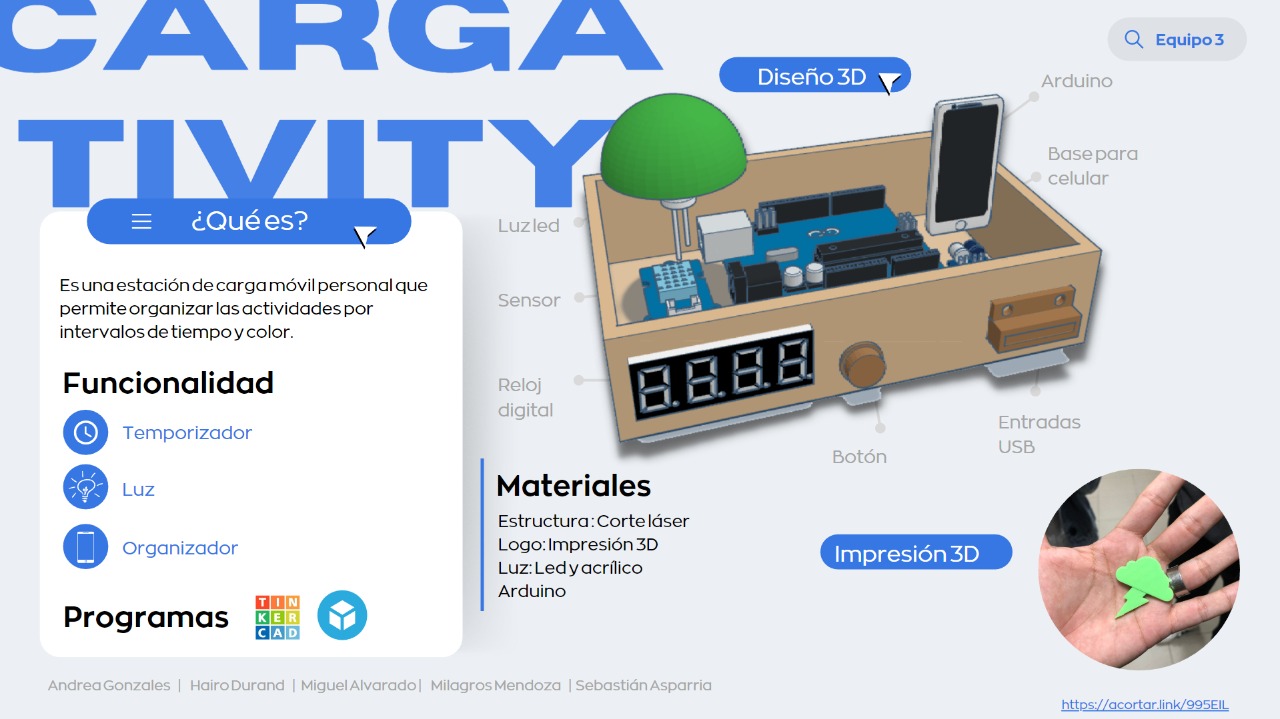 CARGA
TIVITY
Equipo 3
Diseño 3D
Arduino
Base para
celular
¿Qué es?
Luz led
Es una estación de carga móvil personal que
permite organizar las actividades por
intervalos de tiempo y color.
Sensor
Funcionalidad
Temporizador
Luz
Organizador
Programas
TIN
KER
CAD
Reloj
digital
Botón
Entradas
USB
Materiales
Estructura: Corte láser
Logo: Impresión 3D
Luz: Led y acrílico
Arduino
Impresión 3D
Andrea Gonzales | Hairo Durand | Miguel Alvarado | Milagros Mendoza | Sebastián Asparria
https://acortar.link/995EIL